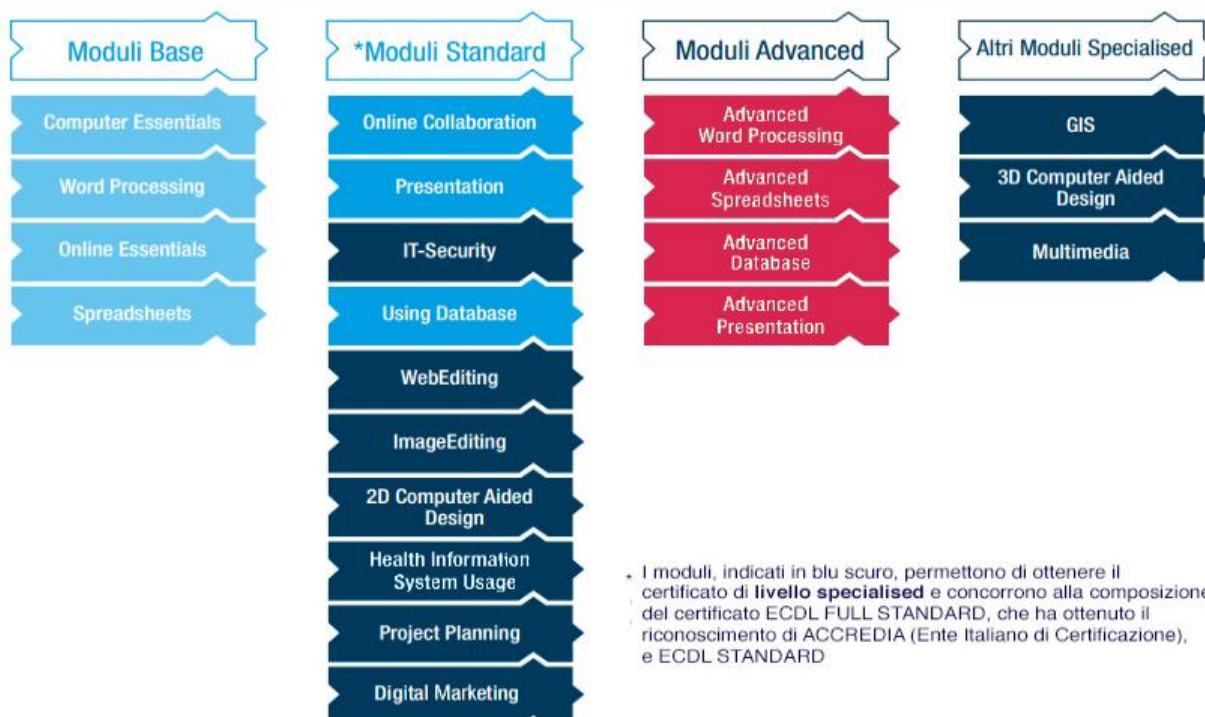 Moduli Base
Computer Essentials
Word Processing
Online Essentials
Spreadsheets
*Moduli Standard
Online Collaboration
Presentation
IT-Security
Using Database
WebEditing
ImageEditing
2D Computer Aided
Design
Health Information
System Usage
Project Planning
Digital Marketing
Moduli Advanced
Advanced
Word Processing
Advanced
Spreadsheets
Advanced
Database
Advanced
Presentation
Altri Moduli Specialised
GIS
3D Computer Aided
Design
Multimedia
* I moduli, indicati in blu scuro, permettono di ottenere il
certificato di livello specialised e concorrono alla composizione
del certificato ECDL FULL STANDARD, che ha ottenuto il
riconoscimento di ACCREDIA (Ente Italiano di Certificazione),
e ECDL STANDARD